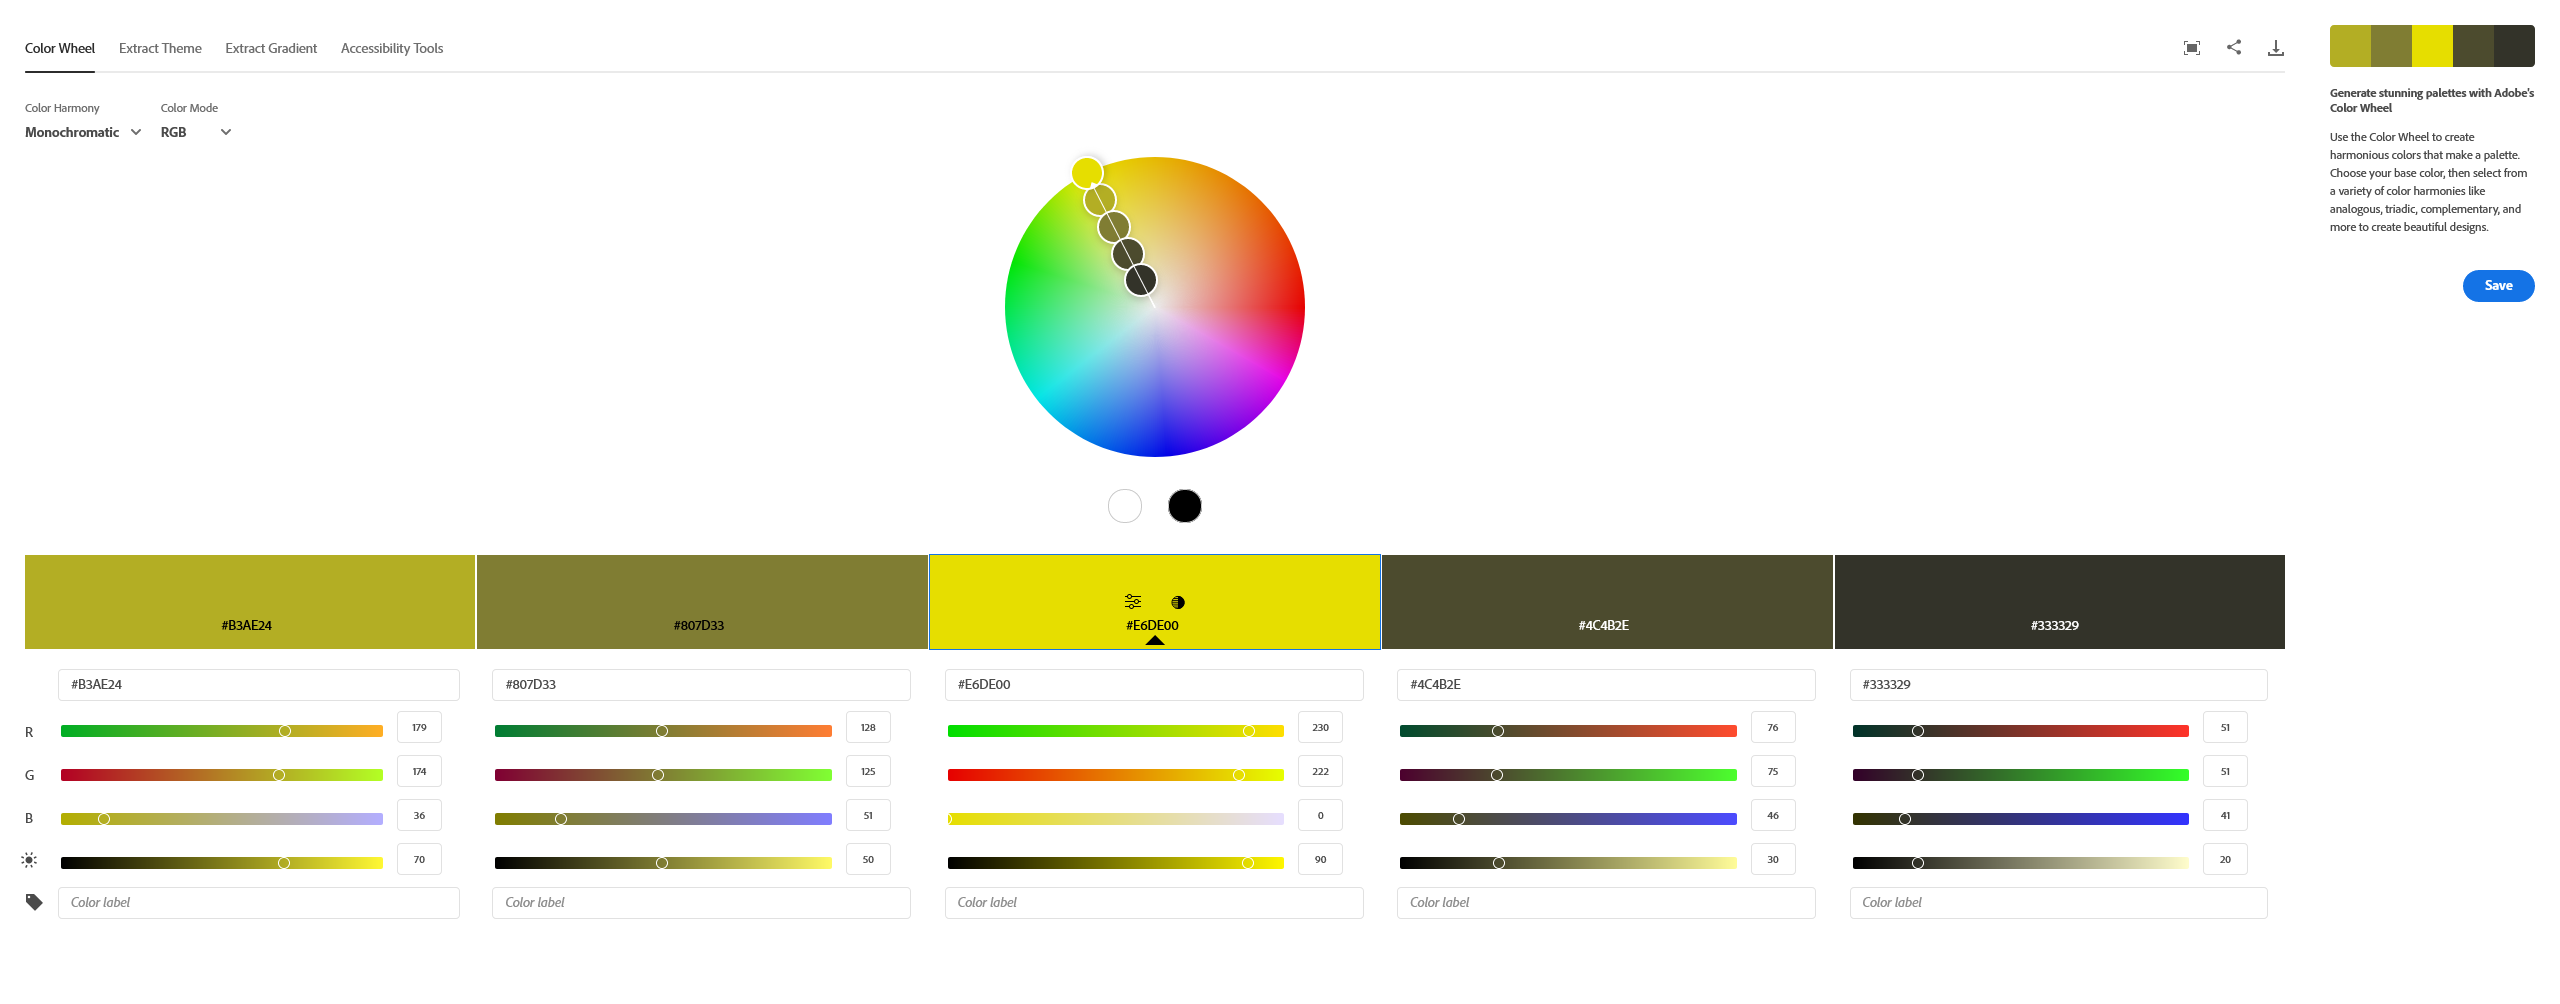 Color Wheel
Extract Theme
Extract Gradient
Accessibility Tools
Color Harmony
Color Mode
Monochromatic
RGB
Generate stunning palettes with Adobe's
Color Wheel
Use the Color Wheel to create
harmonious colors that make a palette.
Choose your base color, then select from
a variety of color harmonies like
analogous, triadic, complementary, and
more to create beautiful designs.
Save
#B3AE24
#807D33
#E6DE00
#4C4B2E
#333329
#B3AE24
#807D33
#E6DE00
#4C4B2E
#333329
R
179
128
230
76
51
G
174
125
222
75
51
B
36
51
0
46
41
70
50
90
30
20
Color label
Color label
Color label
Color label
Color label